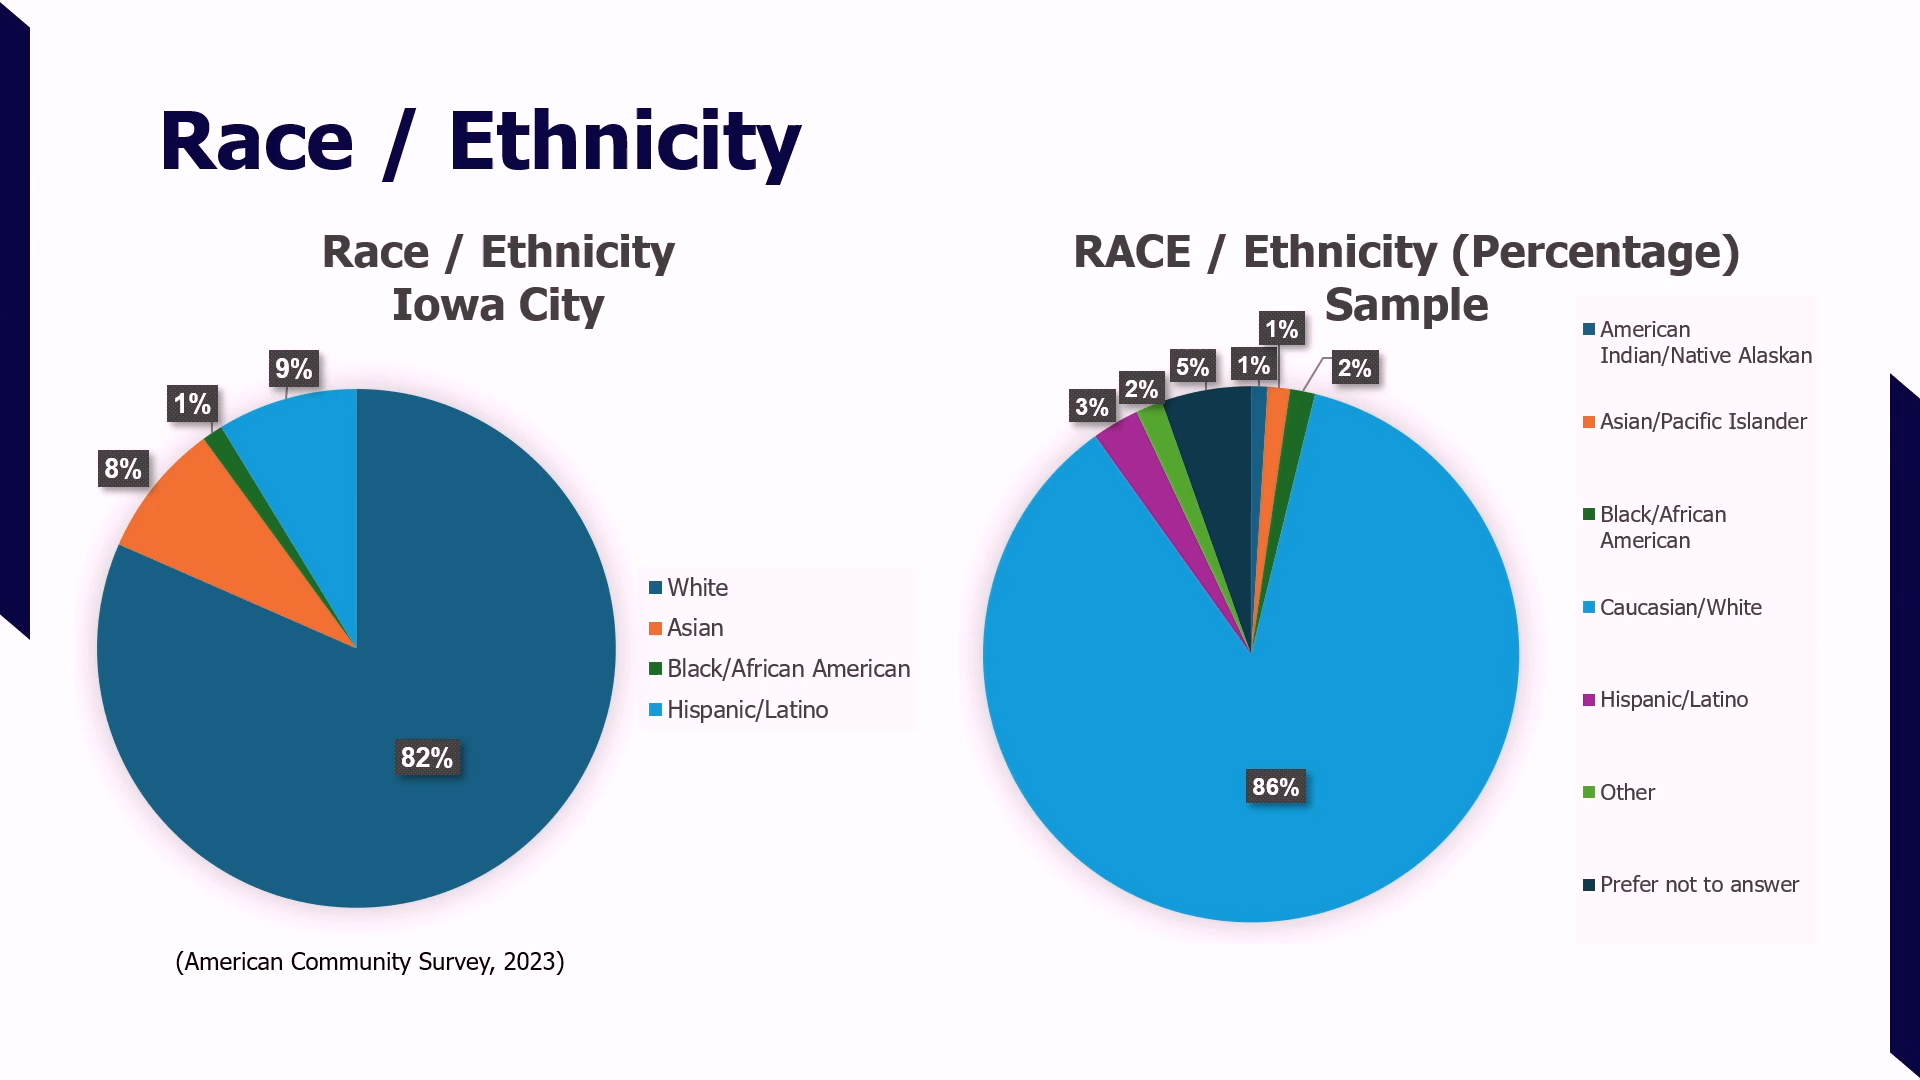 Race / Ethnicity
Race / Ethnicity
Iowa City
9%
1%
8%
82%
White
Asian
Black/African American
Hispanic/Latino
(American Community Survey, 2023)
RACE / Ethnicity (Percentage)
Sample
1%
1%
2%
5%
2%
3%
86%
American
Indian/Native Alaskan
Asian/Pacific Islander
Black/African
American
Caucasian/White
Hispanic/Latino
Other
Prefer not to answer